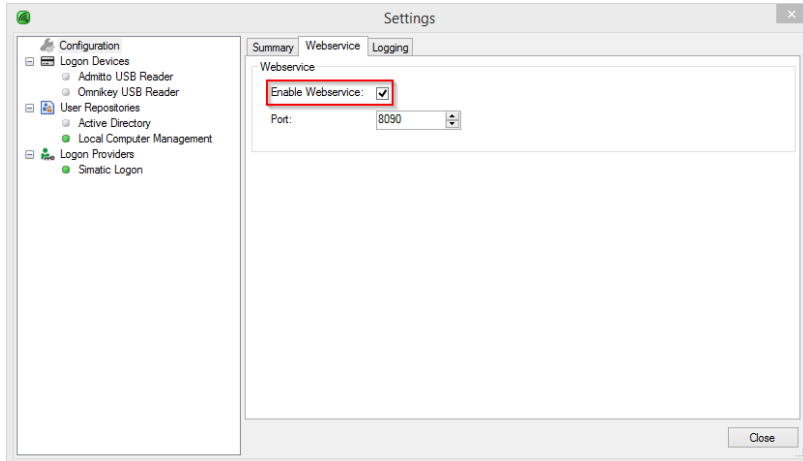 Settings
Configuration
Logon Devices
Admitto USB Reader
Omnikey USB Reader
User Repositories
Active Directory
Local Computer Management
Logon Providers
Simatic Logon
Summary Webservice Logging
Webservice
Enable Webservice:
Port: 8090
Close